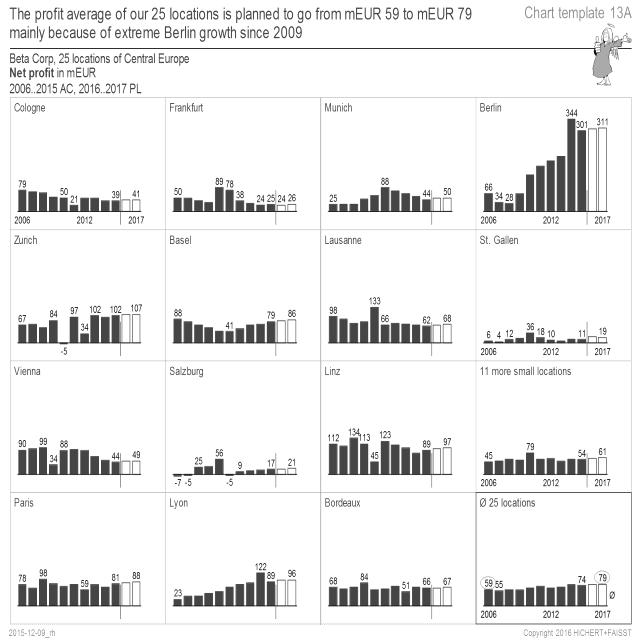 The profit average of our 25 locations is planned to go from mEUR 59 to mEUR 79
mainly because of extreme Berlin growth since 2009
Chart template 13A
Beta Corp, 25 locations of Central Europe
Net profit in mEUR
2006..2015 AC, 2016..2017 PL
Cologne
79 50 21 39 41
2006 2012 2017
Frankfurt
50 89 78 38 24 25 24 26
Munich
25 88 44 50
Berlin
66 34 28 344 301 311
2006 2012 2017
Zurich
67 84 -5 97 34 102 102 107
Basel
88 41 79 86
Lausanne
98 133 66 62 68
St. Gallen
6 4 12 36 18 10 11 19
2006 2012 2017
Vienna
90 99 34 88 44 49
Salzburg
-7 -5 25 56 -5 9 17 21
Linz
112 134 113 45 123 89 97
11 more small locations
45 79 54 61
2006 2012 2017
Paris
78 98 59 81 88
Lyon
23 122 89 96
Bordeaux
68 84 51 66 67
Ø 25 locations
59 55 74 79
Ø
2006 2012 2017
2015-12-09_rh
Copyright 2016 HICHERT+FAISST